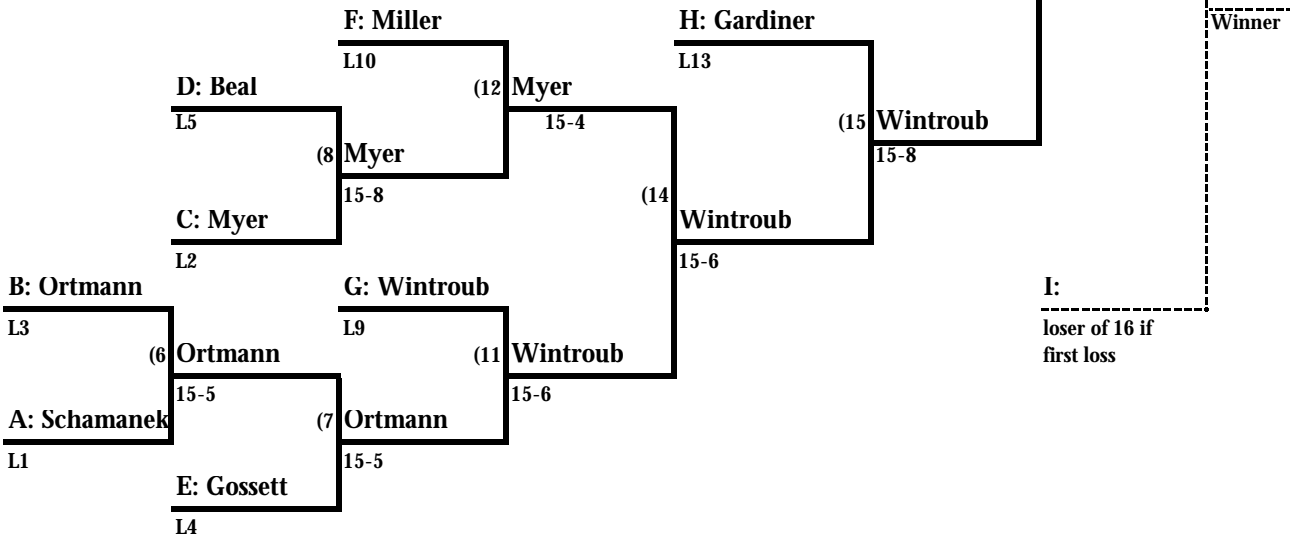 F: Miller
H: Gardiner
Winner
L10
L13
D: Beal
(12 Myer
L5
15-4
(15 Wintroub
(8 Myer
15-8
15-8
(14
C: Myer
Wintroub
L2
15-6
B: Ortmann
G: Wintroub
I:
L3
L9
loser of 16 if
first loss
(6 Ortmann
(11 Wintroub
15-5
15-6
A: Schamanek
(7 Ortmann
L1
15-5
E: Gossett
L4